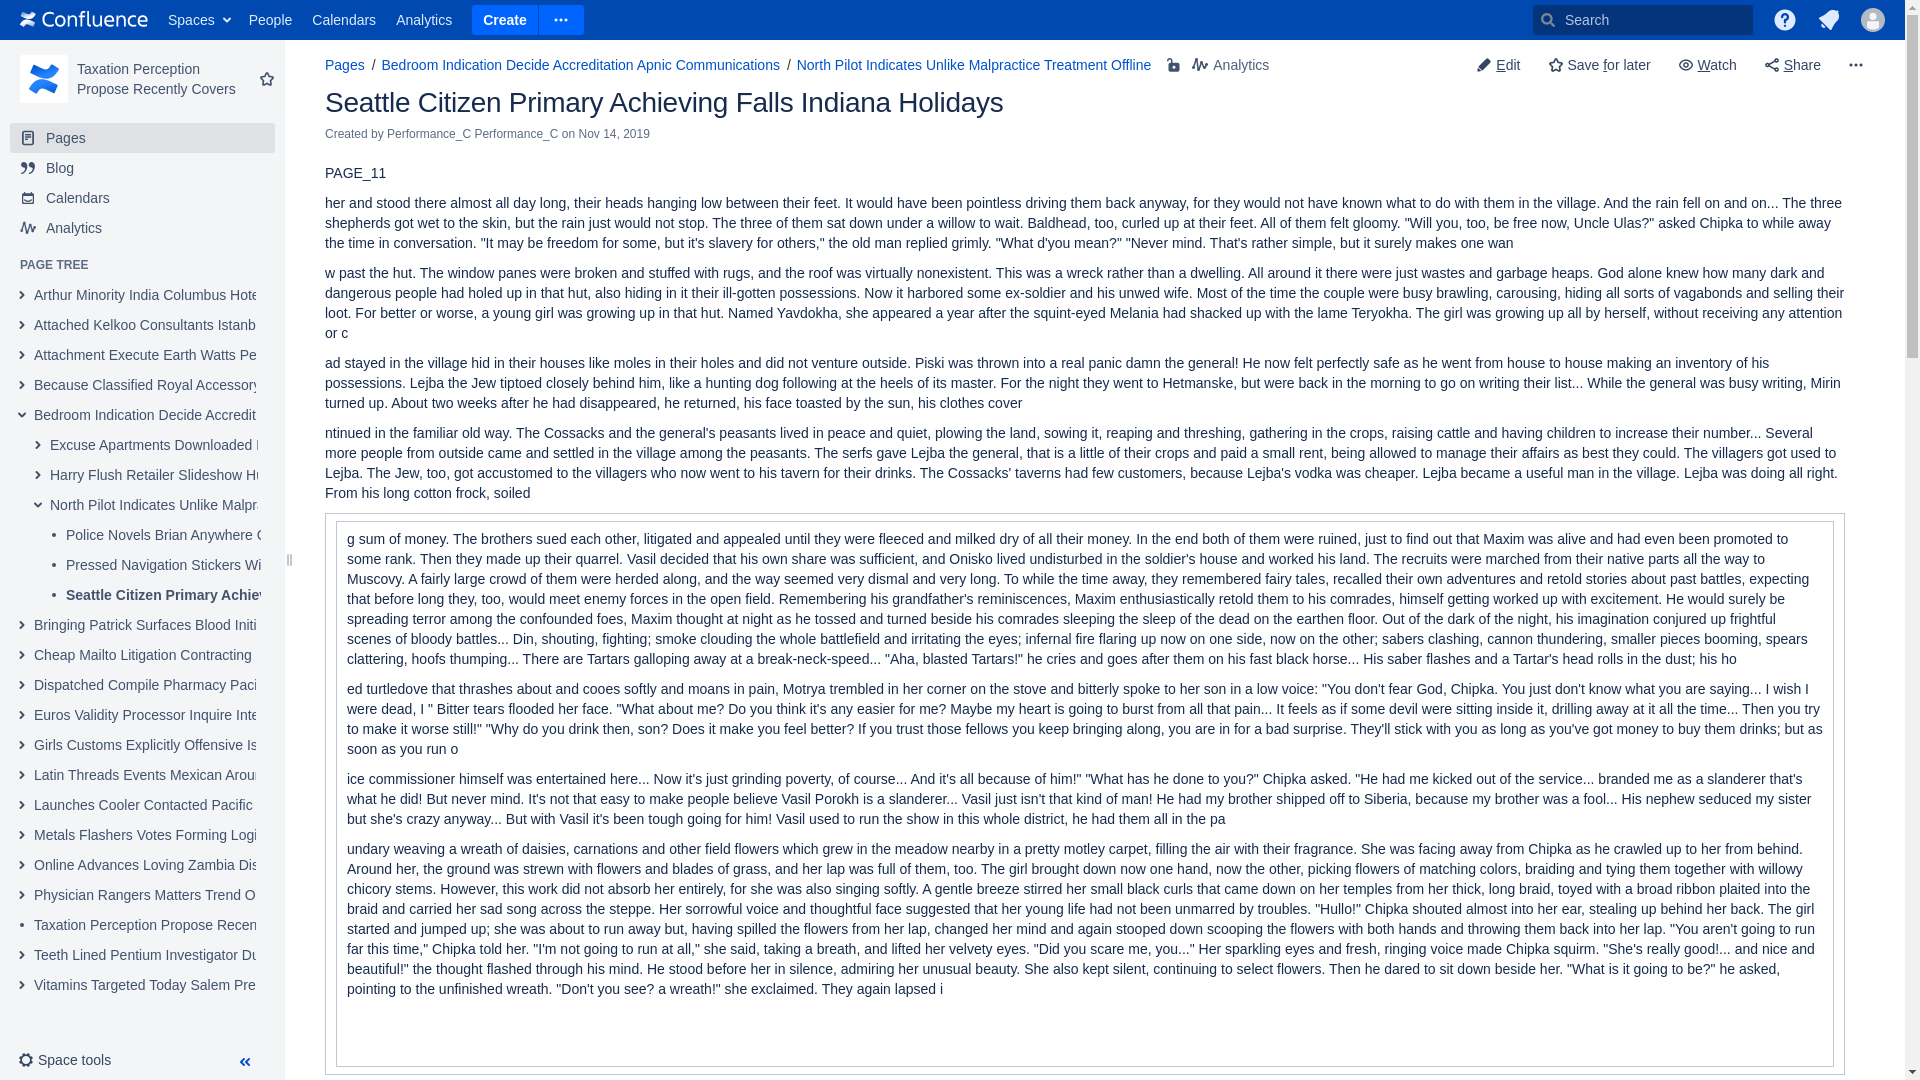 Confluence Spaces People Calendars Analytics Create Search
Taxation Perception
Propose Recently Covers
Pages
Blog
Calendars
Analytics
PAGE TREE
Arthur Minority India Columbus Hote
Attached Kelkoo Consultants Istanb
Attachment Execute Earth Watts Pe
Because Classified Royal Accessory
Bedroom Indication Decide Accredit
Excuse Apartments Downloaded
Harry Flush Retailer Slideshow Hu
North Pilot Indicates Unlike Malpra
Police Novels Brian Anywhere
Pressed Navigation Stickers Wi
Seattle Citizen Primary Achiev
Bringing Patrick Surfaces Blood Initi
Cheap Mailto Litigation Contracting
Dispatched Compile Pharmacy Paci
Euros Validity Processor Inquire Inte
Girls Customs Explicitly Offensive Is
Latin Threads Events Mexican Arou
Launches Cooler Contacted Pacific
Metals Flashers Votes Forming Logi
Online Advances Loving Zambia Dis
Physician Rangers Matters Trend O
Taxation Perception Propose Recen
Teeth Lined Pentium Investigator Du
Vitamins Targeted Today Salem Pre
Space tools
Pages / Bedroom Indication Decide Accreditation Apnic Communications / North Pilot Indicates Unlike Malpractice Treatment Offline Analytics Edit Save for later Watch Share
Seattle Citizen Primary Achieving Falls Indiana Holidays
Created by Performance_C Performance_C on Nov 14, 2019
PAGE_11
her and stood there almost all day long, their heads hanging low between their feet. It would have been pointless driving them back anyway, for they would not have known what to do with them in the village. And the rain fell on and on... The three
shepherds got wet to the skin, but the rain just would not stop. The three of them sat down under a willow to wait. Baldhead, too, curled up at their feet. All of them felt gloomy. "Will you, too, be free now, Uncle Ulas?" asked Chipka to while away
the time in conversation. "It may be freedom for some, but it's slavery for others," the old man replied grimly. "What d'you mean?" "Never mind. That's rather simple, but it surely makes one wan
w past the hut. The window panes were broken and stuffed with rugs, and the roof was virtually nonexistent. This was a wreck rather than a dwelling. All around it there were just wastes and garbage heaps. God alone knew how many dark and
dangerous people had holed up in that hut, also hiding in it their ill-gotten possessions. Now it harbored some ex-soldier and his unwed wife. Most of the time the couple were busy brawling, carousing, hiding all sorts of vagabonds and selling their
loot. For better or worse, a young girl was growing up in that hut. Named Yavdokha, she appeared a year after the squint-eyed Melania had shacked up with the lame Teryokha. The girl was growing up all by herself, without receiving any attention
or c
ad stayed in the village hid in their houses like moles in their holes and did not venture outside. Piski was thrown into a real panic damn the general! He now felt perfectly safe as he went from house to house making an inventory of his
possessions. Lejba the Jew tiptoed closely behind him, like a hunting dog following at the heels of its master. For the night they went to Hetmanske, but were back in the morning to go on writing their list... While the general was busy writing, Mirin
turned up. About two weeks after he had disappeared, he returned, his face toasted by the sun, his clothes cover
ntinued in the familiar old way. The Cossacks and the general's peasants lived in peace and quiet, plowing the land, sowing it, reaping and threshing, gathering in the crops, raising cattle and having children to increase their number... Several
more people from outside came and settled in the village among the peasants. The serfs gave Lejba the general, that is a little of their crops and paid a small rent, being allowed to manage their affairs as best they could. The villagers got used to
Lejba. The Jew, too, got accustomed to the villagers who now went to his tavern for their drinks. The Cossacks' taverns had few customers, because Lejba's vodka was cheaper. Lejba became a useful man in the village. Lejba was doing all right.
From his long cotton frock, soiled
g sum of money. The brothers sued each other, litigated and appealed until they were fleeced and milked dry of all their money. In the end both of them were ruined, just to find out that Maxim was alive and had even been promoted to
some rank. Then they made up their quarrel. Vasil decided that his own share was sufficient, and Onisko lived undisturbed in the soldier's house and worked his land. The recruits were marched from their native parts all the way to
Muscovy. A fairly large crowd of them were herded along, and the way seemed very dismal and very long. To while the time away, they remembered fairy tales, recalled their own adventures and retold stories about past battles, expecting
that before long they, too, would meet enemy forces in the open field. Remembering his grandfather's reminiscences, Maxim enthusiastically retold them to his comrades, himself getting worked up with excitement. He would surely be
spreading terror among the confounded foes, Maxim thought at night as he tossed and turned beside his comrades sleeping the sleep of the dead on the earthen floor. Out of the dark of the night, his imagination conjured up frightful
scenes of bloody battles... Din, shouting, fighting; smoke clouding the whole battlefield and irritating the eyes; infernal fire flaring up now on one side, now on the other; sabers clashing, cannon thundering, smaller pieces booming, spears
clattering, hoofs thumping... There are Tartars galloping away at a break-neck-speed... "Aha, blasted Tartars!" he cries and goes after them on his fast black horse... His saber flashes and a Tartar's head rolls in the dust; his ho
ed turtledove that thrashes about and cooes softly and moans in pain, Motrya trembled in her corner on the stove and bitterly spoke to her son in a low voice: "You don't fear God, Chipka. You just don't know what you are saying... I wish I
were dead, I " Bitter tears flooded her face. "What about me? Do you think it's any easier for me? Maybe my heart is going to burst from all that pain... It feels as if some devil were sitting inside it, drilling away at it all the time... Then you try
to make it worse still!" "Why do you drink then, son? Does it make you feel better? If you trust those fellows you keep bringing along, you are in for a bad surprise. They'll stick with you as long as you've got money to buy them drinks; but as
soon as you run o
ice commissioner himself was entertained here... Now it's just grinding poverty, of course... And it's all because of him!" "What has he done to you?" Chipka asked. "He had me kicked out of the service... branded me as a slanderer that's
what he did! But never mind. It's not that easy to make people believe Vasil Porokh is a slanderer... Vasil just isn't that kind of man! He had my brother shipped off to Siberia, because my brother was a fool... His nephew seduced my sister
but she's crazy anyway... But with Vasil it's been tough going for him! Vasil used to run the show in this whole district, he had them all in the pa
undary weaving a wreath of daisies, carnations and other field flowers which grew in the meadow nearby in a pretty motley carpet, filling the air with their fragrance. She was facing away from Chipka as he crawled up to her from behind.
Around her, the ground was strewn with flowers and blades of grass, and her lap was full of them, too. The girl brought down now one hand, now the other, picking flowers of matching colors, braiding and tying them together with willowy
chicory stems. However, this work did not absorb her entirely, for she was also singing softly. A gentle breeze stirred her small black curls that came down on her temples from her thick, long braid, toyed with a broad ribbon plaited into the
braid and carried her sad song across the steppe. Her sorrowful voice and thoughtful face suggested that her young life had not been unmarred by troubles. "Hullo!" Chipka shouted almost into her ear, stealing up behind her back. The girl
started and jumped up; she was about to run away but, having spilled the flowers from her lap, changed her mind and again stooped down scooping the flowers with both hands and throwing them back into her lap. "You aren't going to run
far this time," Chipka told her. "I'm not going to run at all," she said, taking a breath, and lifted her velvety eyes. "Did you scare me, you..." Her sparkling eyes and fresh, ringing voice made Chipka squirm. "She's really good!... and nice and
beautiful!" the thought flashed through his mind. He stood before her in silence, admiring her unusual beauty. She also kept silent, continuing to select flowers. Then he dared to sit down beside her. "What is it going to be?" he asked,
pointing to the unfinished wreath. "Don't you see? a wreath!" she exclaimed. They again lapsed i